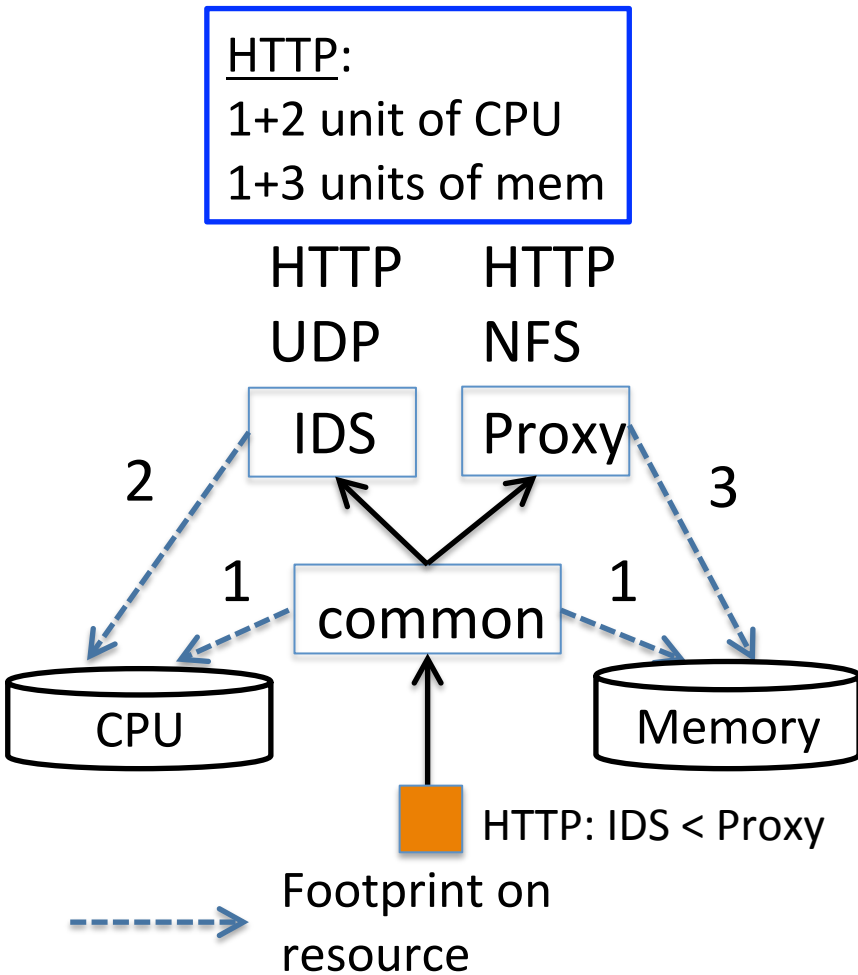 HTTP:
1+2 unit of CPU
1+3 units of mem
HTTP HTTP
UDP NFS
IDS Proxy
2 3
1 1
common
CPU Memory
HTTP: IDS < Proxy
Footprint on
resource